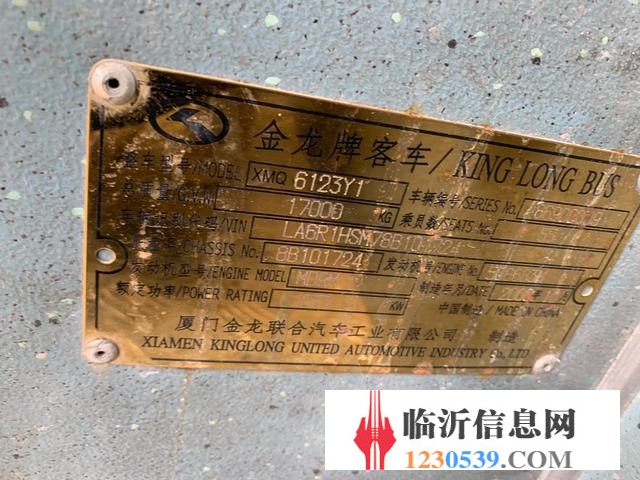 金龙牌客车/KING LONG BUS
整车型号/MODEL XMQ 6123Y1 车辆编号/SERIES No.
总质量/G.V.W 17000 KG 乘员数/SEATS No.
车辆识别代码/VIN
底盘号/CHASSIS No. 8B101724 发动机号/ENGINE No.
发动机型号/ENGINE MODEL 制造年月/DATE
额定功率/POWER RATING KW 中国制造/MADE IN CHINA
厦门金龙联合汽车工业有限公司 制造
XIAMEN KINGLONG UNITED AUTOMOTIVE INDUSTRY Co., LTD
临沂信息网
1230539.com